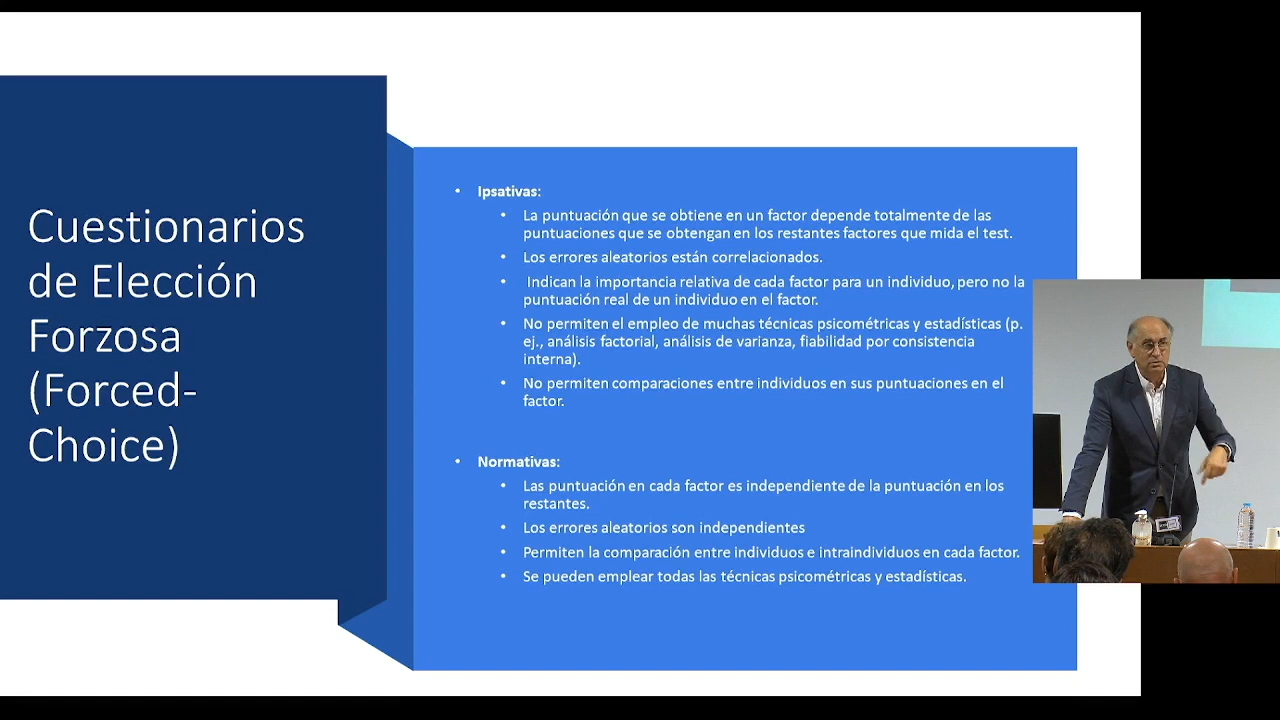 Cuestionarios
de Elección
Forzosa
(Forced-
Choice)
• Ipsativas:
• La puntuación que se obtiene en un factor depende totalmente de las
puntuaciones que se obtengan en los restantes factores que mida el test.
• Los errores aleatorios están correlacionados.
• Indican la importancia relativa de cada factor para un individuo, pero no la
puntuación real de un individuo en el factor.
• No permiten el empleo de muchas técnicas psicométricas y estadísticas (p.
ej., análisis factorial, análisis de varianza, fiabilidad por consistencia
interna).
• No permiten comparaciones entre individuos en sus puntuaciones en el
factor.
• Normativas:
• Las puntuación en cada factor es independiente de la puntuación en los
restantes.
• Los errores aleatorios son independientes
• Permiten la comparación entre individuos e intraindividuos en cada factor.
• Se pueden emplear todas las técnicas psicométricas y estadísticas.